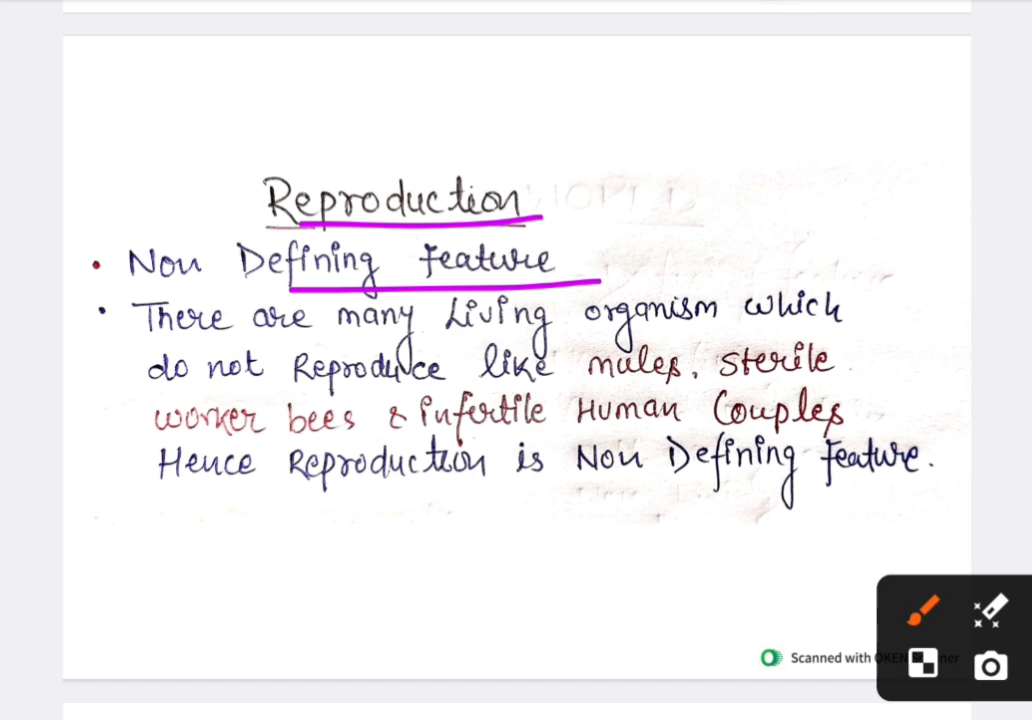 Reproduction
• Non Defining feature
• There are many Living organism which
do not Reproduce like mules, sterile
worker bees & infertile Human Couples
Hence Reproduction is Non Defining feature.
Scanned with